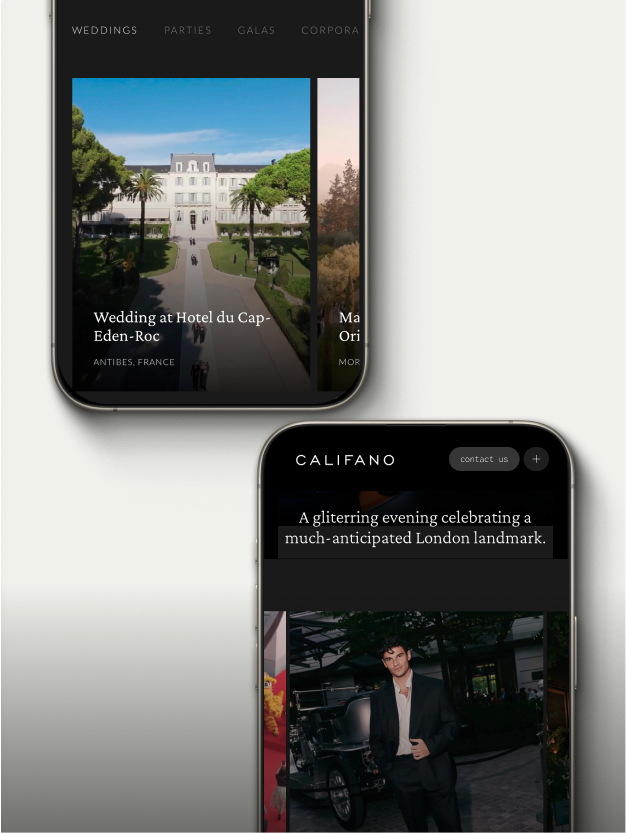 WEDDINGS PARTIES GALAS CORPORA
Wedding at Hotel du Cap-
Eden-Roc
ANTIBES, FRANCE
Ma
Ori
MOR
CALIFANO
contact us +
A gliterring evening celebrating a
much-anticipated London landmark.